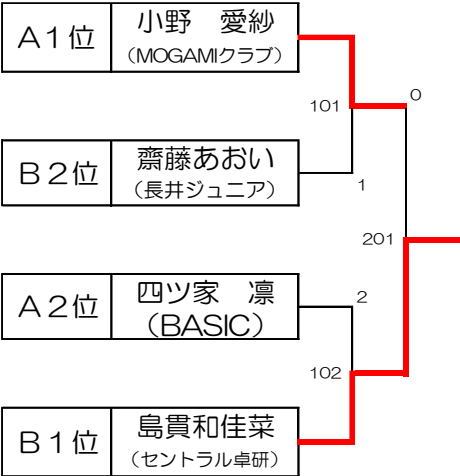 A1位
小野 愛紗
(MOGAMIクラブ)
0
101
B2位
齋藤あおい
(長井ジュニア)
1
201
A2位
四ツ家 凛
(BASIC)
2
102
B1位
島貫和佳菜
(セントラル卓研)